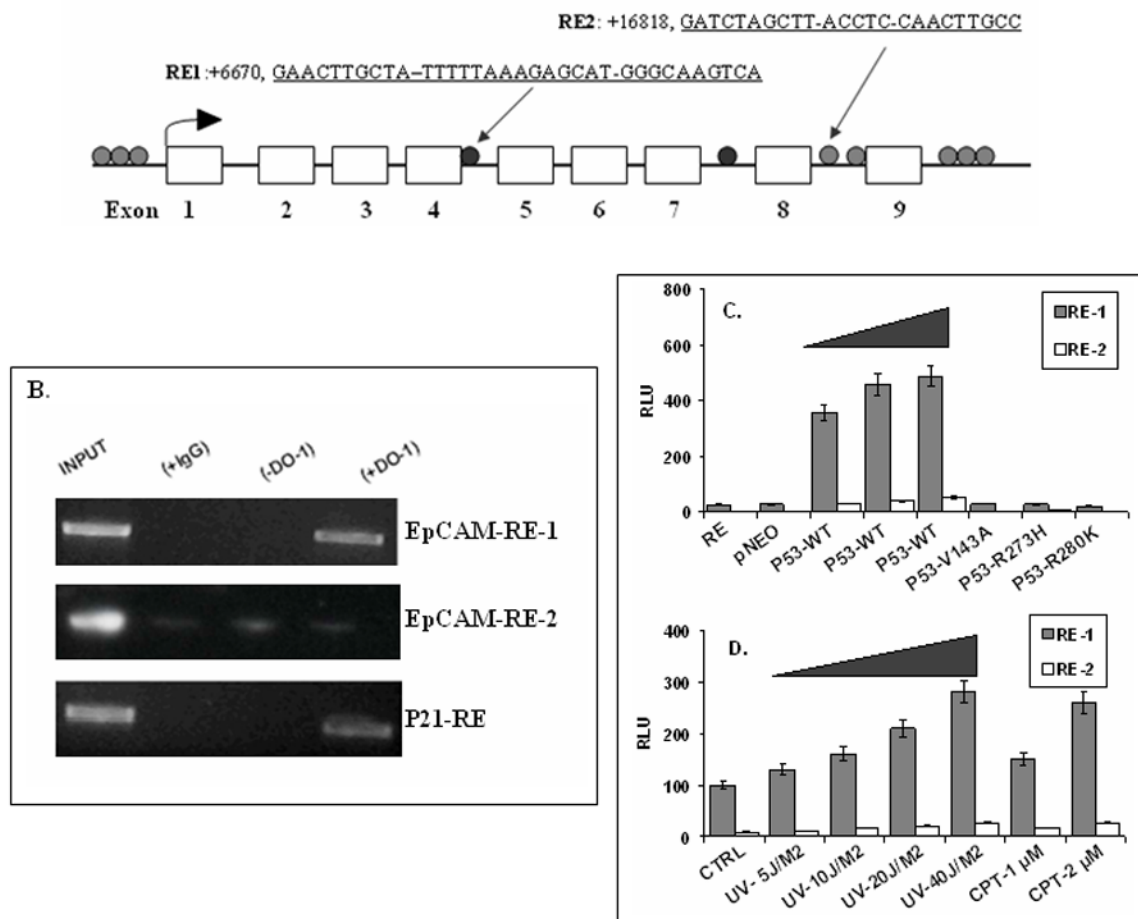 RE2: +16818, GATCTAGCTT-ACCTC-CAACTTGCC
RE1 :+6670, GAACTTGCTA–TTTTTAAAGAGCAT-GGGCAAGTCA
Exon 1 2 3 4 5 6 7 8 9
B.
INPUT (+IgG) (-DO-1) (+DO-1)
EpCAM-RE-1
EpCAM-RE-2
P21-RE
C.
RE-1
RE-2
800
600
400
200
0
RLU
RE pNEO P53-WT P53-WT P53-WT P53-V143A P53-R273H P53-R280K
D.
RE-1
RE-2
400
300
200
100
0
RLU
CTRL UV- 5J/M2 UV-10J/M2 UV-20J/M2 UV-40J/M2 CPT-1 µM CPT-2 µM